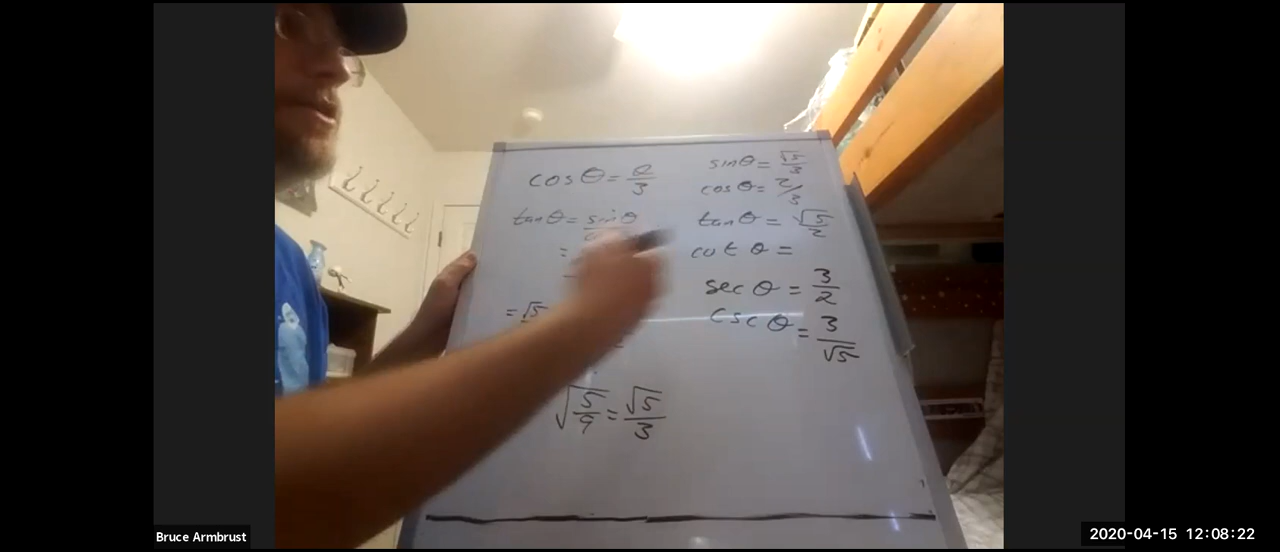 cos θ = 2/3
tan θ = sin θ
=
= √5
√5/9 = √5/3
sin θ = √5/3
cos θ = 2/3
tan θ = √5/2
cot θ =
sec θ = 3/2
csc θ = 3/√5
Bruce Armbrust
2020-04-15 12:08:22